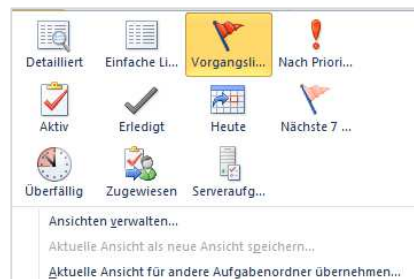 Detailliert Einfache Li... Vorgangsli... Nach Priori...
Aktiv Erledigt Heute Nächste 7 ...
Überfällig Zugewiesen Serveraufg...
Ansichten verwalten...
Aktuelle Ansicht als neue Ansicht speichern...
Aktuelle Ansicht für andere Aufgabenordner übernehmen...